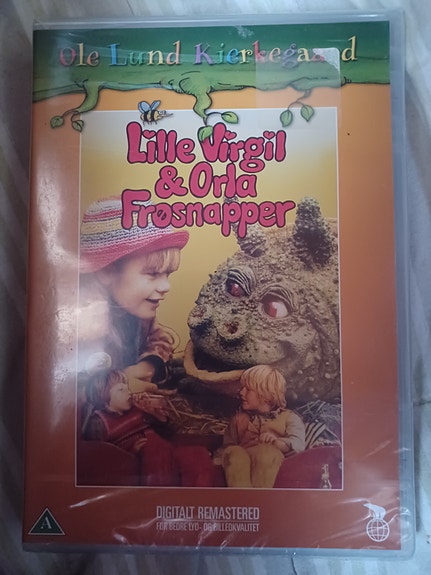 Ole Lund Kierkegaard
Lille Virgil
& Orla
Frøsnapper
DIGITALT REMASTERED
FOR BEDRE LYD- OG BILLEDKVALITET
A